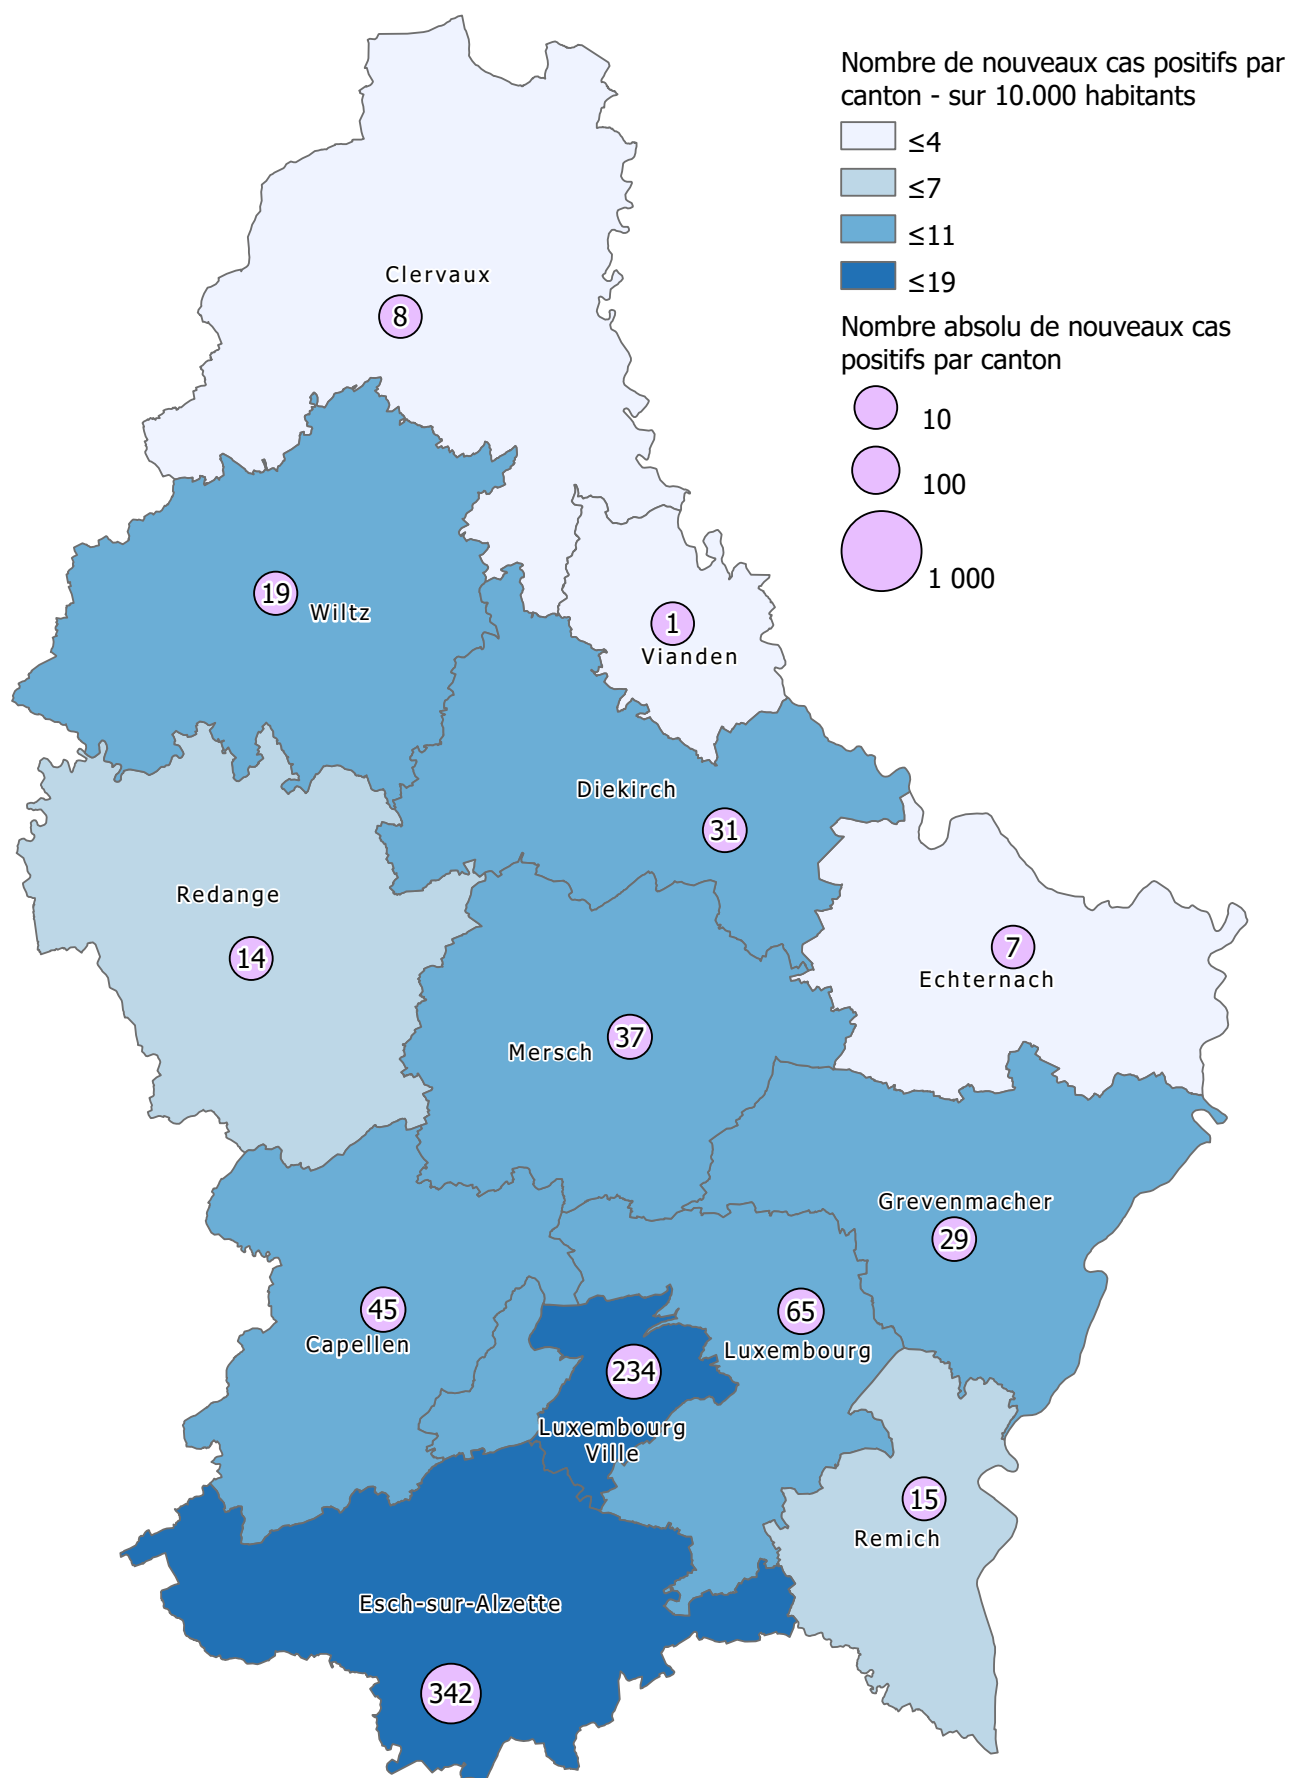 Nombre de nouveaux cas positifs par
canton - sur 10.000 habitants
≤4
≤7
≤11
≤19
Nombre absolu de nouveaux cas
positifs par canton
10
100
1 000
Clervaux
8
19
Wiltz
1
Vianden
Diekirch
31
Redange
14
7
Echternach
37
Mersch
Grevenmacher
29
45
Capellen
65
Luxembourg
234
Luxembourg
Ville
15
Remich
Esch-sur-Alzette
342